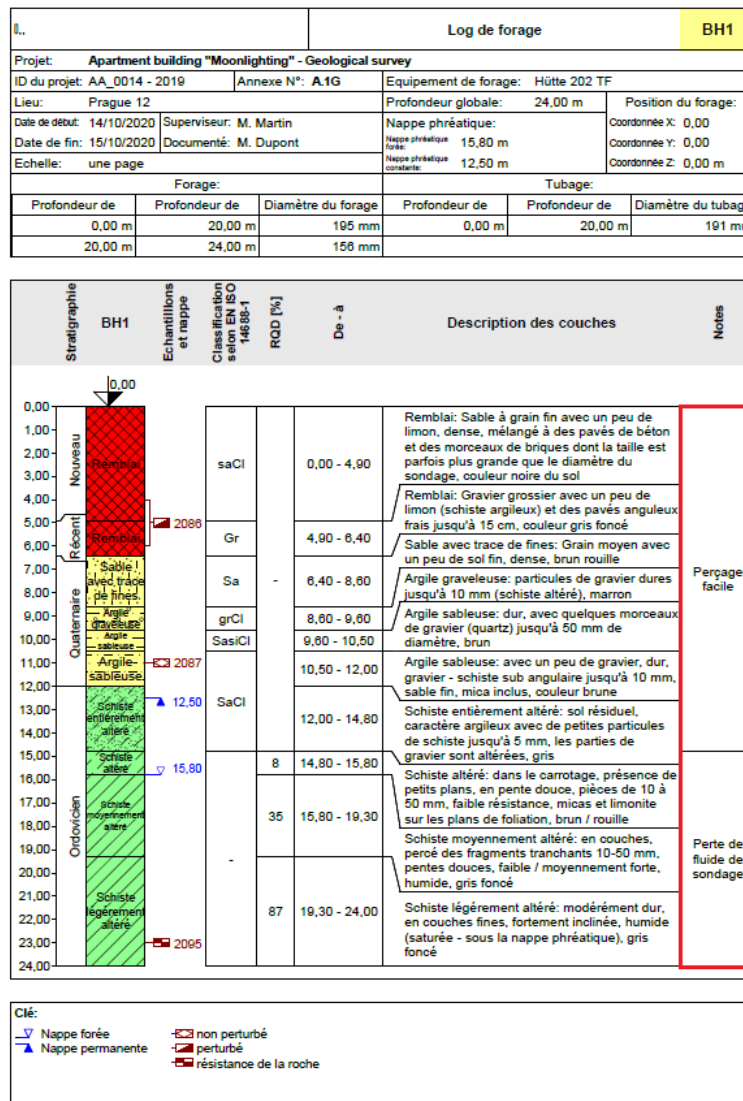 Log de forage
BH1
Projet: Apartment building "Moonlighting" - Geological survey
ID du projet: AA_0014 - 2019
Annexe N°: A.1G
Equipement de forage: Hütte 202 TF
Lieu: Prague 12
Profondeur globale: 24,00 m
Position du forage:
Date de début: 14/10/2020
Superviseur: M. Martin
Nappe phréatique:
Coordonnée X: 0,00
Date de fin: 15/10/2020
Documenté: M. Dupont
Nappe phréatique
forée: 15,80 m
Coordonnée Y: 0,00
Echelle: une page
Nappe phréatique
constante: 12,50 m
Coordonnée Z: 0,00 m
Forage:
Tubage:
Profondeur de
Profondeur de
Diamètre du forage
Profondeur de
Profondeur de
Diamètre du tubag
0,00 m
20,00 m
195 mm
0,00 m
20,00 m
191 m
20,00 m
24,00 m
156 mm
Stratigraphie
BH1
Echantillons
et nappe
Classification
selon EN ISO
14688-1
RQD [%]
De - à
Description des couches
Notes
0,00
0,00
1,00
2,00
3,00
4,00
5,00
6,00
7,00
8,00
9,00
10,00
11,00
12,00
13,00
14,00
15,00
16,00
17,00
18,00
19,00
20,00
21,00
22,00
23,00
24,00
Nouveau
Récent
Quaternaire
Ordovicien
Remblai
Remblai
Sable
avec trace
de fines
Argile
graveleuse
Argile
sableuse
Argile
sableuse
Schiste
entièrement
altéré
Schiste
altéré
Schiste
moyennement
altéré
Schiste
légérement
altéré
2086
2087
12,50
15,80
2095
saCl
Gr
Sa
grCl
SasiCl
SaCl
-
-
8
35
87
0,00 - 4,90
4,90 - 6,40
6,40 - 8,60
8,60 - 9,60
9,60 - 10,50
10,50 - 12,00
12,00 - 14,80
14,80 - 15,80
15,80 - 19,30
19,30 - 24,00
Remblai: Sable à grain fin avec un peu de
limon, dense, mélangé à des pavés de béton
et des morceaux de briques dont la taille est
parfois plus grande que le diamètre du
sondage, couleur noire du sol
Remblai: Gravier grossier avec un peu de
limon (schiste argileux) et des pavés anguleux
frais jusqu'à 15 cm, couleur gris foncé
Sable avec trace de fines: Grain moyen avec
un peu de sol fin, dense, brun rouille
Argile graveleuse: particules de gravier dures
jusqu'à 10 mm (schiste altéré), marron
Argile sableuse: dur, avec quelques morceaux
de gravier (quartz) jusqu'à 50 mm de
diamètre, brun
Argile sableuse: avec un peu de gravier, dur,
gravier - schiste sub angulaire jusqu'à 10 mm,
sable fin, mica inclus, couleur brune
Schiste entièrement altéré: sol résiduel,
caractère argileux avec de petites particules
de schiste jusqu'à 5 mm, les parties de
gravier sont altérées, gris
Schiste altéré: dans le carrotage, présence de
petits plans, en pente douce, pièces de 10 à
50 mm, faible résistance, micas et limonite
sur les plans de foliation, brun / rouille
Schiste moyennement altéré: en couches,
percé des fragments tranchants 10-50 mm,
pentes douces, faible / moyennement forte,
humide, gris foncé
Schiste légérement altéré: modérément dur,
en couches fines, fortement inclinée, humide
(saturée - sous la nappe phréatique), gris
foncé
Perçage
facile
Perte de
fluide de
sondage
Clé:
Nappe forée
non perturbé
Nappe permanente
perturbé
résistance de la roche